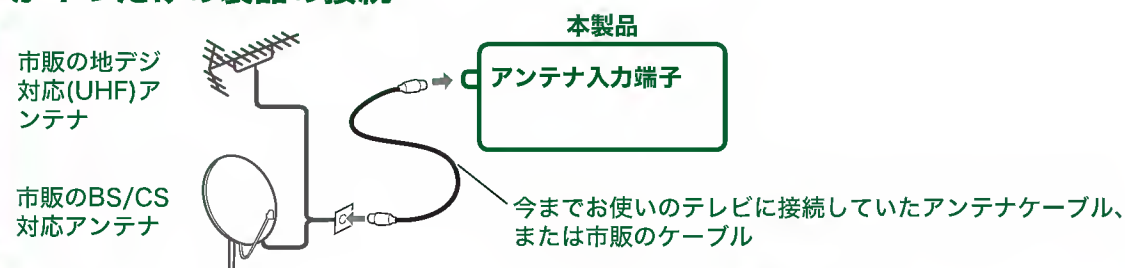 本製品
市販の地デジ
対応(UHF)ア
ンテナ
アンテナ入力端子
市販のBS/CS
対応アンテナ
今までお使いのテレビに接続していたアンテナケーブル、
または市販のケーブル